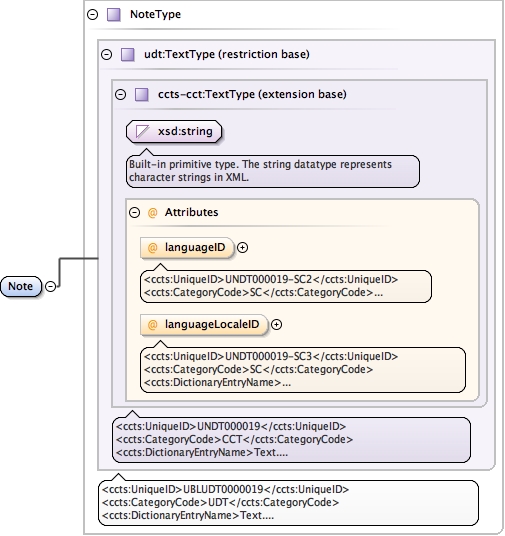 NoteType
udt:TextType (restriction base)
ccts-cct:TextType (extension base)
xsd:string
Built-in primitive type. The string datatype represents
character strings in XML.
@ Attributes
@ languageID
<ccts:UniqueID>UNDT000019-SC2</ccts:UniqueID>
<ccts:CategoryCode>SC</ccts:CategoryCode>...
@ languageLocaleID
Note
<ccts:UniqueID>UNDT000019-SC3</ccts:UniqueID>
<ccts:CategoryCode>SC</ccts:CategoryCode>
<ccts:DictionaryEntryName>...
<ccts:UniqueID>UNDT000019</ccts:UniqueID>
<ccts:CategoryCode>CCT</ccts:CategoryCode>
<ccts:DictionaryEntryName>Text....
<ccts:UniqueID>UBLUDT0000019</ccts:UniqueID>
<ccts:CategoryCode>UDT</ccts:CategoryCode>
<ccts:DictionaryEntryName>Text....